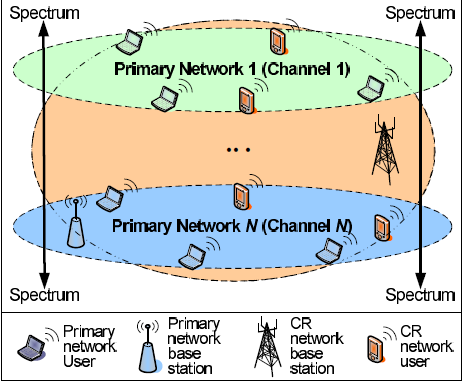 Spectrum Spectrum
Primary Network 1 (Channel 1)
...
Primary Network N (Channel N)
Spectrum Spectrum
Primary network User
Primary network base station
CR network base station
CR network user